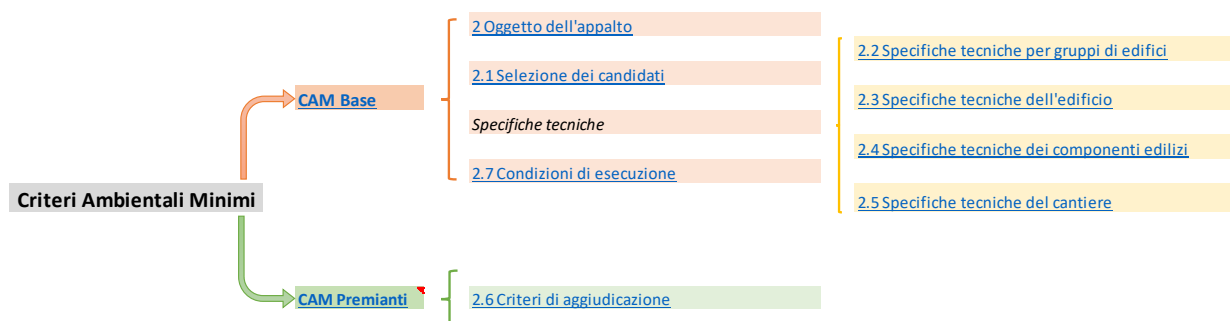 Criteri Ambientali Minimi
CAM Base
2 Oggetto dell'appalto
2.1 Selezione dei candidati
Specifiche tecniche
2.7 Condizioni di esecuzione
2.2 Specifiche tecniche per gruppi di edifici
2.3 Specifiche tecniche dell'edificio
2.4 Specifiche tecniche dei componenti edilizi
2.5 Specifiche tecniche del cantiere
CAM Premianti
2.6 Criteri di aggiudicazione